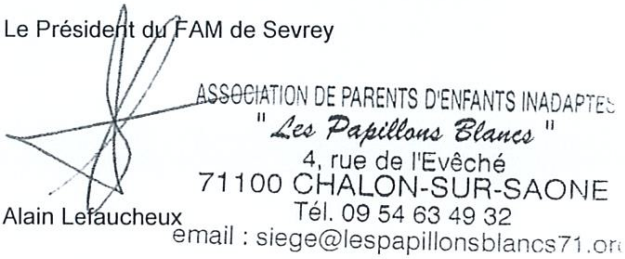 Le Président du FAM de Sevrey
ASSOCIATION DE PARENTS D'ENFANTS INADAPTES
" Les Papillons Blancs "
4, rue de l'Evêché
71100 CHALON-SUR-SAONE
Tél. 09 54 63 49 32
Alain Lefaucheux
email : siege@lespapillonsblancs71.org